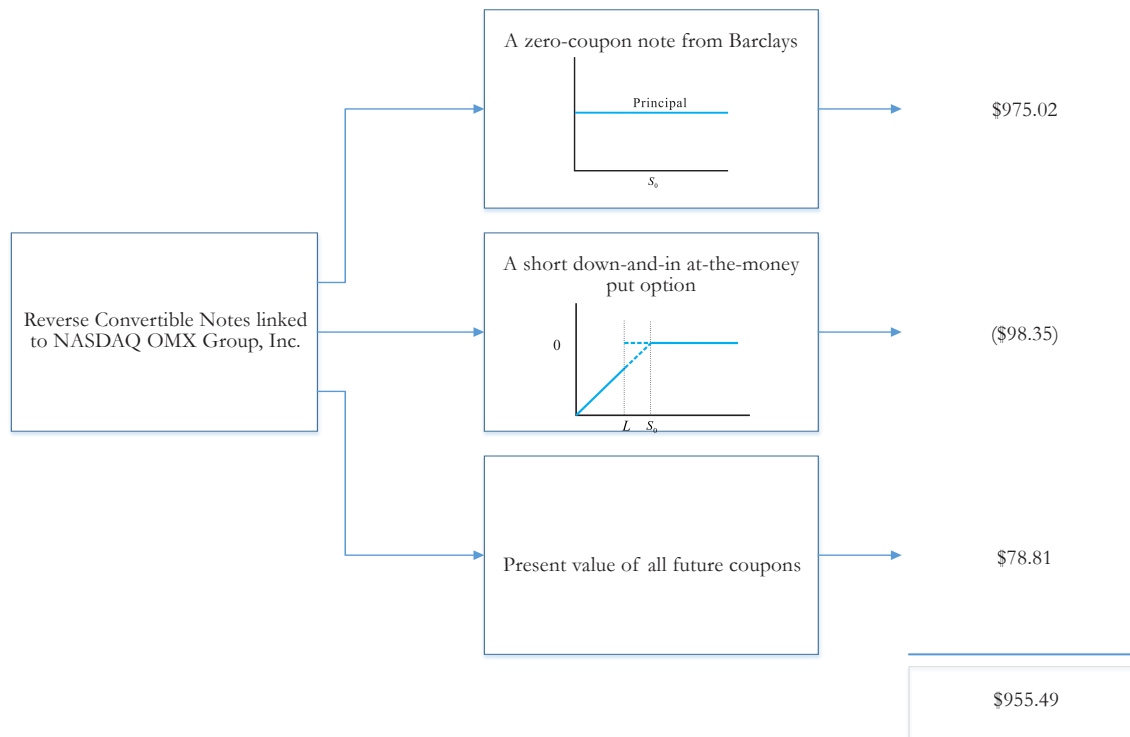 A zero-coupon note from Barclays
Principal
S₀
$975.02
Reverse Convertible Notes linked
to NASDAQ OMX Group, Inc.
A short down-and-in at-the-money
put option
0
L S₀
($98.35)
Present value of all future coupons
$78.81
$955.49